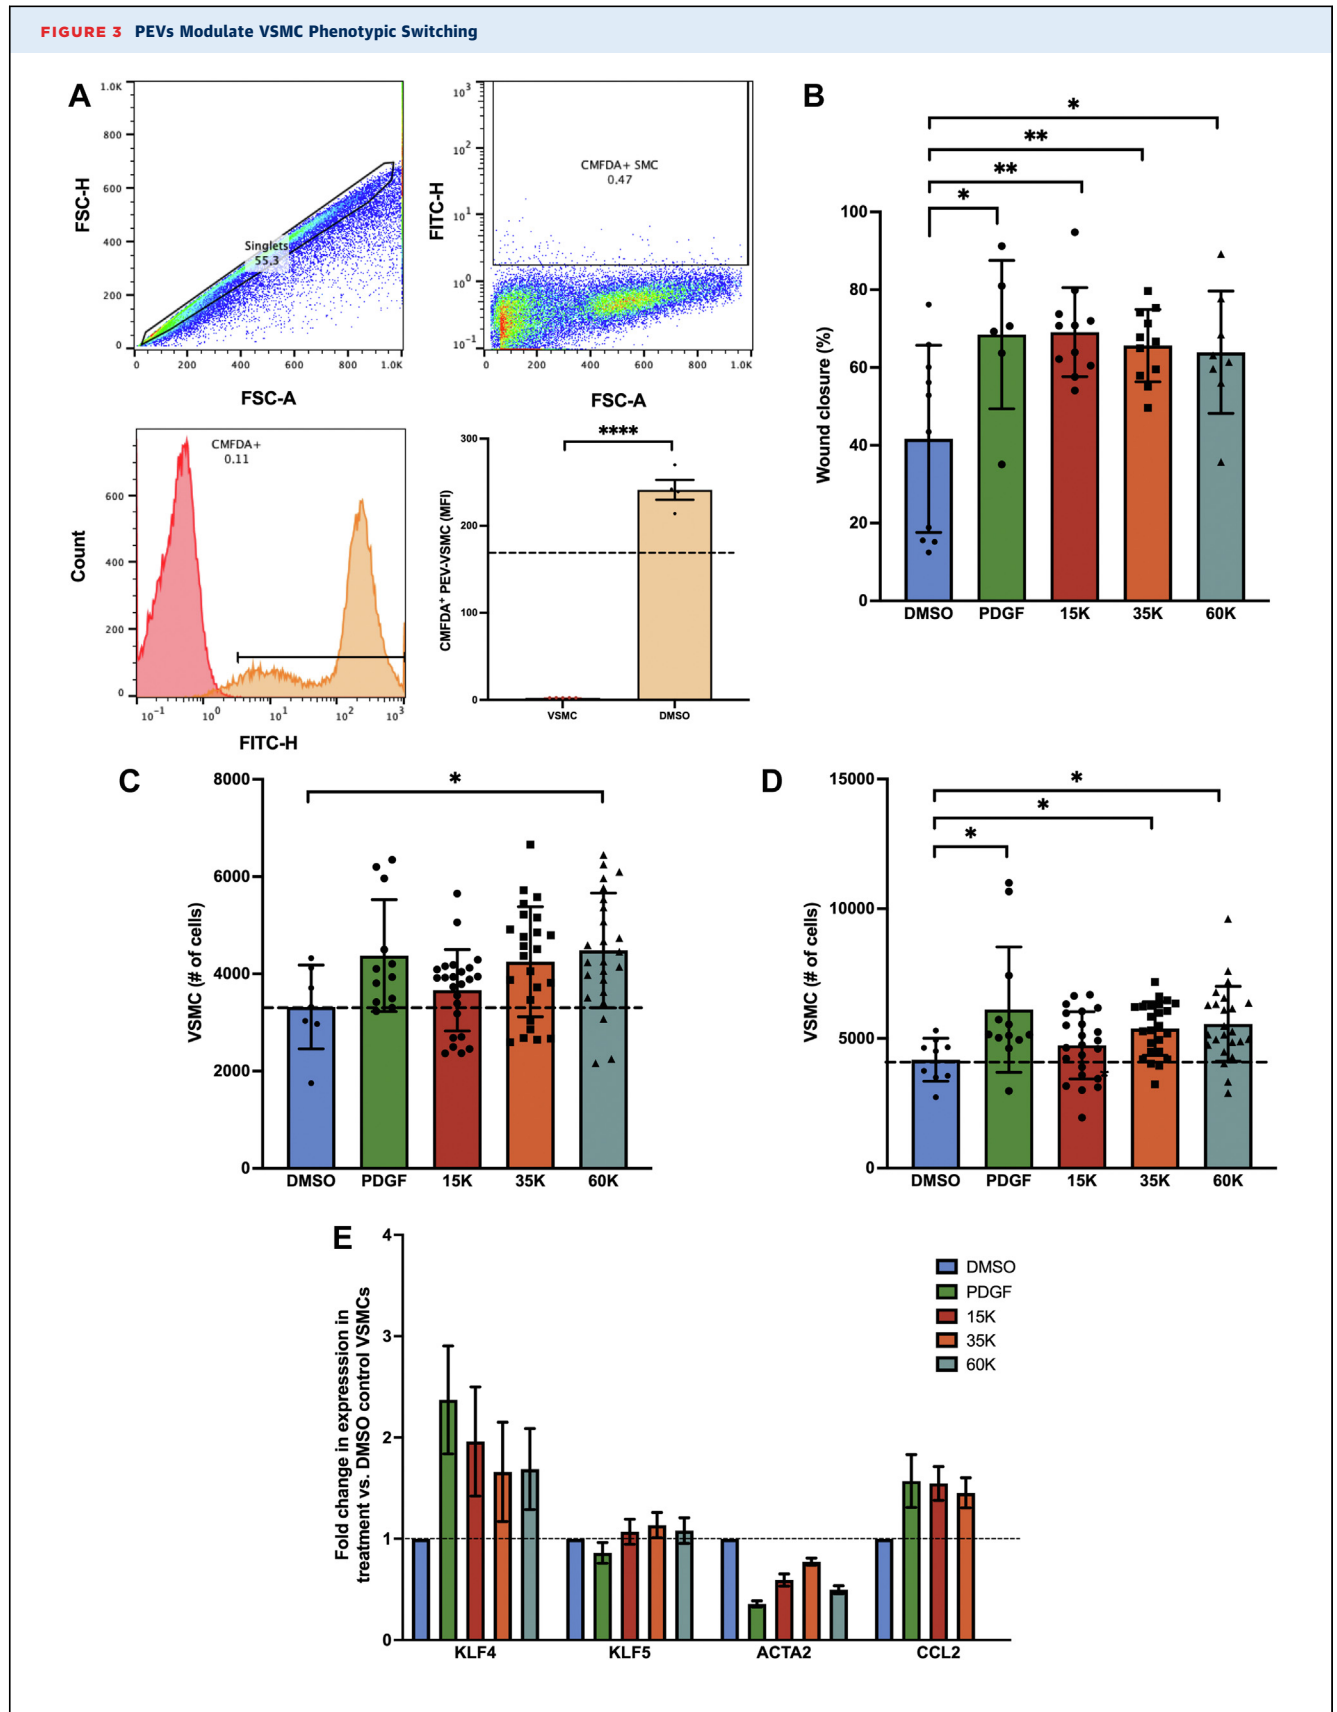 FIGURE 3 PEVs Modulate VSMC Phenotypic Switching
A
1.0K
800
600
400
200
0
FSC-H
Singlets
55.3
0 200 400 600 800 1.0K
FSC-A
10^3
10^2
10^1
10^0
10^-1
FITC-H
CMFDA+ SMC
0.47
0 200 400 600 800 1.0K
FSC-A
CMFDA+
0.11
600
400
200
0
Count
10^-1 10^0 10^1 10^2 10^3
FITC-H
****
300
200
100
0
CMFDA+ PEV-VSMC (MFI)
VSMC DMSO
B
*
**
**
*
100
80
60
40
20
0
Wound closure (%)
DMSO PDGF 15K 35K 60K
C
*
8000
6000
4000
2000
0
VSMC (# of cells)
DMSO PDGF 15K 35K 60K
D
*
*
*
15000
10000
5000
0
VSMC (# of cells)
DMSO PDGF 15K 35K 60K
E
4
3
2
1
0
Fold change in expresssion in
treatment vs. DMSO control VSMCs
DMSO
PDGF
15K
35K
60K
KLF4 KLF5 ACTA2 CCL2